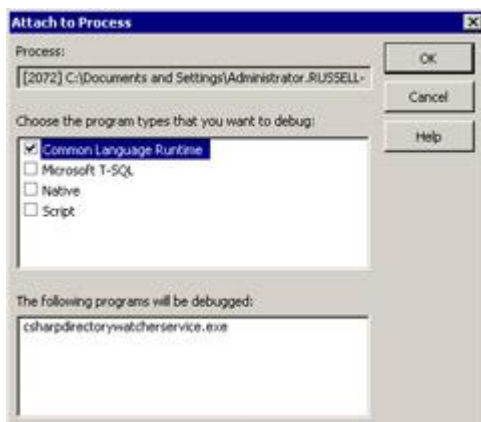 Attach to Process
Process:
[2072] C:\Documents and Settings\Administrator.RUSSELL-
OK
Cancel
Help
Choose the program types that you want to debug:
Common Language Runtime
Microsoft T-SQL
Native
Script
The following programs will be debugged:
csharpdirectorywatcherservice.exe